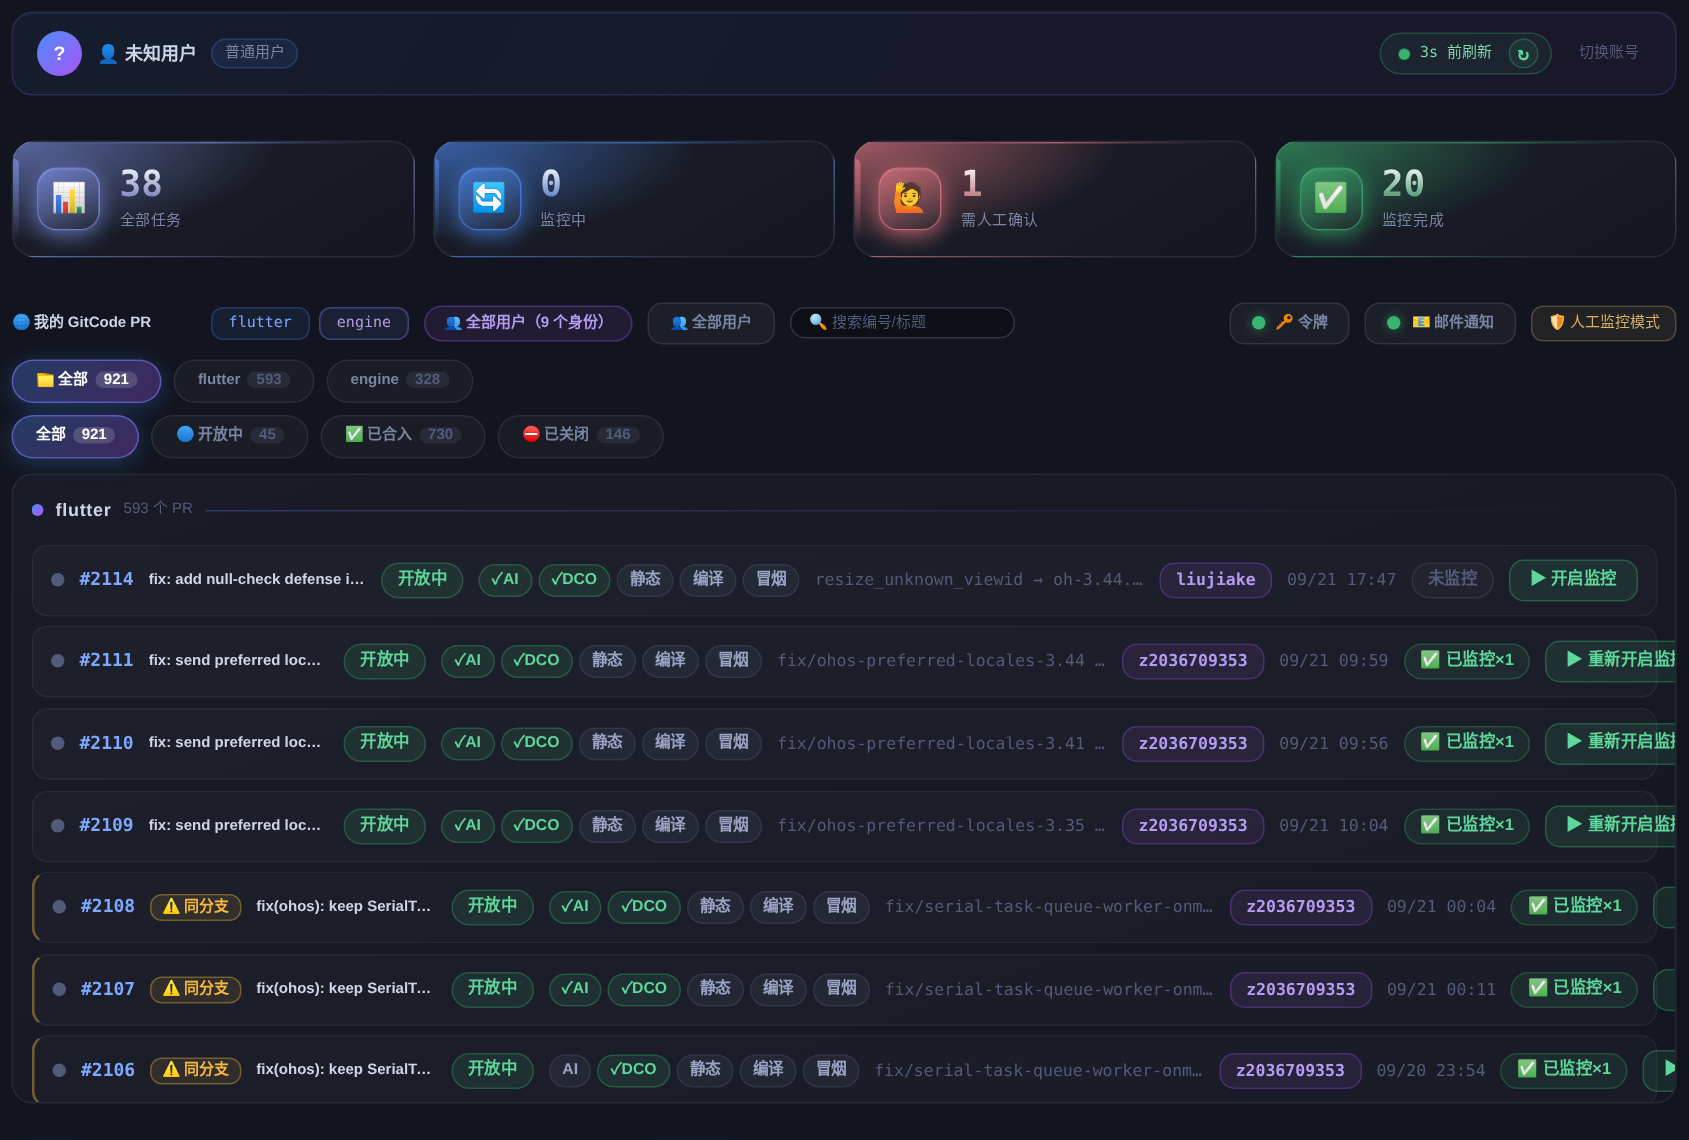 ? 👤 未知用户 普通用户 3s 前刷新 ↻ 切换账号
38
全部任务
0
监控中
1
需人工确认
20
监控完成
🌐 我的 GitCode PR flutter engine 👥 全部用户（9 个身份） 👥 全部用户 🔍 搜索编号/标题 🔑 令牌 📧 邮件通知 🛡 人工监控模式
📁 全部 921 flutter 593 engine 328
全部 921 🔵 开放中 45 ✅ 已合入 730 ⛔ 已关闭 146
flutter 593 个 PR
#2114 fix: add null-check defense i… 开放中 ✓AI ✓DCO 静态 编译 冒烟 resize_unknown_viewid → oh-3.44.… liujiake 09/21 17:47 未监控 ▶ 开启监控
#2111 fix: send preferred loc… 开放中 ✓AI ✓DCO 静态 编译 冒烟 fix/ohos-preferred-locales-3.44 … z2036709353 09/21 09:59 ✅ 已监控×1 ▶ 重新开启监
#2110 fix: send preferred loc… 开放中 ✓AI ✓DCO 静态 编译 冒烟 fix/ohos-preferred-locales-3.41 … z2036709353 09/21 09:56 ✅ 已监控×1 ▶ 重新开启监
#2109 fix: send preferred loc… 开放中 ✓AI ✓DCO 静态 编译 冒烟 fix/ohos-preferred-locales-3.35 … z2036709353 09/21 10:04 ✅ 已监控×1 ▶ 重新开启监
#2108 ⚠️ 同分支 fix(ohos): keep SerialT… 开放中 ✓AI ✓DCO 静态 编译 冒烟 fix/serial-task-queue-worker-onm… z2036709353 09/21 00:04 ✅ 已监控×1
#2107 ⚠️ 同分支 fix(ohos): keep SerialT… 开放中 ✓AI ✓DCO 静态 编译 冒烟 fix/serial-task-queue-worker-onm… z2036709353 09/21 00:11 ✅ 已监控×1
#2106 ⚠️ 同分支 fix(ohos): keep SerialT… 开放中 AI ✓DCO 静态 编译 冒烟 fix/serial-task-queue-worker-onm… z2036709353 09/20 23:54 ✅ 已监控×1 ▶